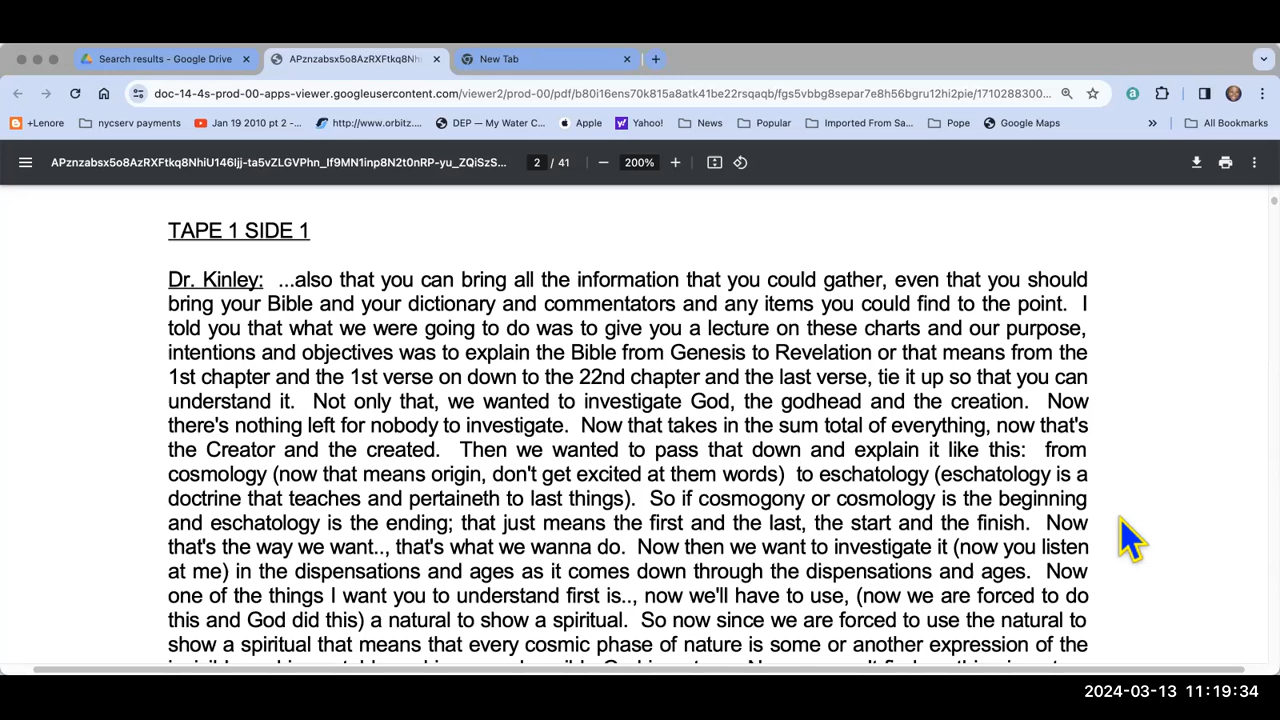 Search results - Google Drive
APznzabsx5o8AzRXFtkq8Nh
New Tab
doc-14-4s-prod-00-apps-viewer.googleusercontent.com/viewer2/prod-00/pdf/b80i16ens70k815a8atk41be22rsqaqb/fgs5vbbg8separ7e8h56bgru12hi2pie/1710288300...
+Lenore
nycserv payments
Jan 19 2010 pt 2 -...
http://www.orbitz....
DEP — My Water C...
Apple
Yahoo!
News
Popular
Imported From Sa...
Pope
Google Maps
»
All Bookmarks
APznzabsx5o8AzRXFtkq8NhiU146Ijj-ta5vZLGVPhn_If9MN1inp8N2t0nRP-yu_ZQiSzS...
2 / 41
200%
TAPE 1 SIDE 1
Dr. Kinley: ...also that you can bring all the information that you could gather, even that you should
bring your Bible and your dictionary and commentators and any items you could find to the point. I
told you that what we were going to do was to give you a lecture on these charts and our purpose,
intentions and objectives was to explain the Bible from Genesis to Revelation or that means from the
1st chapter and the 1st verse on down to the 22nd chapter and the last verse, tie it up so that you can
understand it. Not only that, we wanted to investigate God, the godhead and the creation. Now
there's nothing left for nobody to investigate. Now that takes in the sum total of everything, now that's
the Creator and the created. Then we wanted to pass that down and explain it like this: from
cosmology (now that means origin, don't get excited at them words) to eschatology (eschatology is a
doctrine that teaches and pertaineth to last things). So if cosmogony or cosmology is the beginning
and eschatology is the ending; that just means the first and the last, the start and the finish. Now
that's the way we want.., that's what we wanna do. Now then we want to investigate it (now you listen
at me) in the dispensations and ages as it comes down through the dispensations and ages. Now
one of the things I want you to understand first is.., now we'll have to use, (now we are forced to do
this and God did this) a natural to show a spiritual. So now since we are forced to use the natural to
show a spiritual that means that every cosmic phase of nature is some or another expression of the
2024-03-13 11:19:34